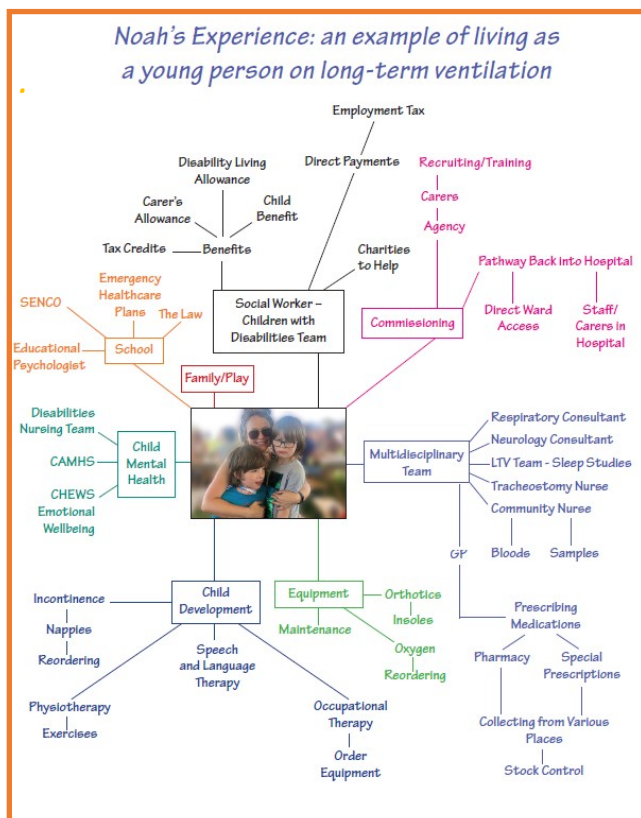 Noah's Experience: an example of living as
a young person on long-term ventilation
Employment Tax
Disability Living
Allowance
Direct Payments
Recruiting/Training
Carer's
Allowance
Child
Benefit
Carers
Agency
Tax Credits
Benefits
Charities
to Help
Pathway Back into Hospital
SENCO
Emergency
Healthcare
Plans
The Law
Social Worker –
Children with
Disabilities Team
Commissioning
Direct Ward
Access
Staff/
Carers in
Hospital
Educational
Psychologist
School
Family/Play
Disabilities
Nursing Team
CAMHS
CHEWS
Emotional
Wellbeing
Child
Mental
Health
Multidisciplinary
Team
Respiratory Consultant
Neurology Consultant
LTV Team - Sleep Studies
Tracheostomy Nurse
Community Nurse
GP
Bloods
Samples
Incontinence
Nappies
Reordering
Child
Development
Equipment
Orthotics
Insoles
Maintenance
Oxygen
Reordering
Speech
and Language
Therapy
Prescribing
Medications
Pharmacy
Special
Prescriptions
Physiotherapy
Exercises
Occupational
Therapy
Order
Equipment
Collecting from Various
Places
Stock Control